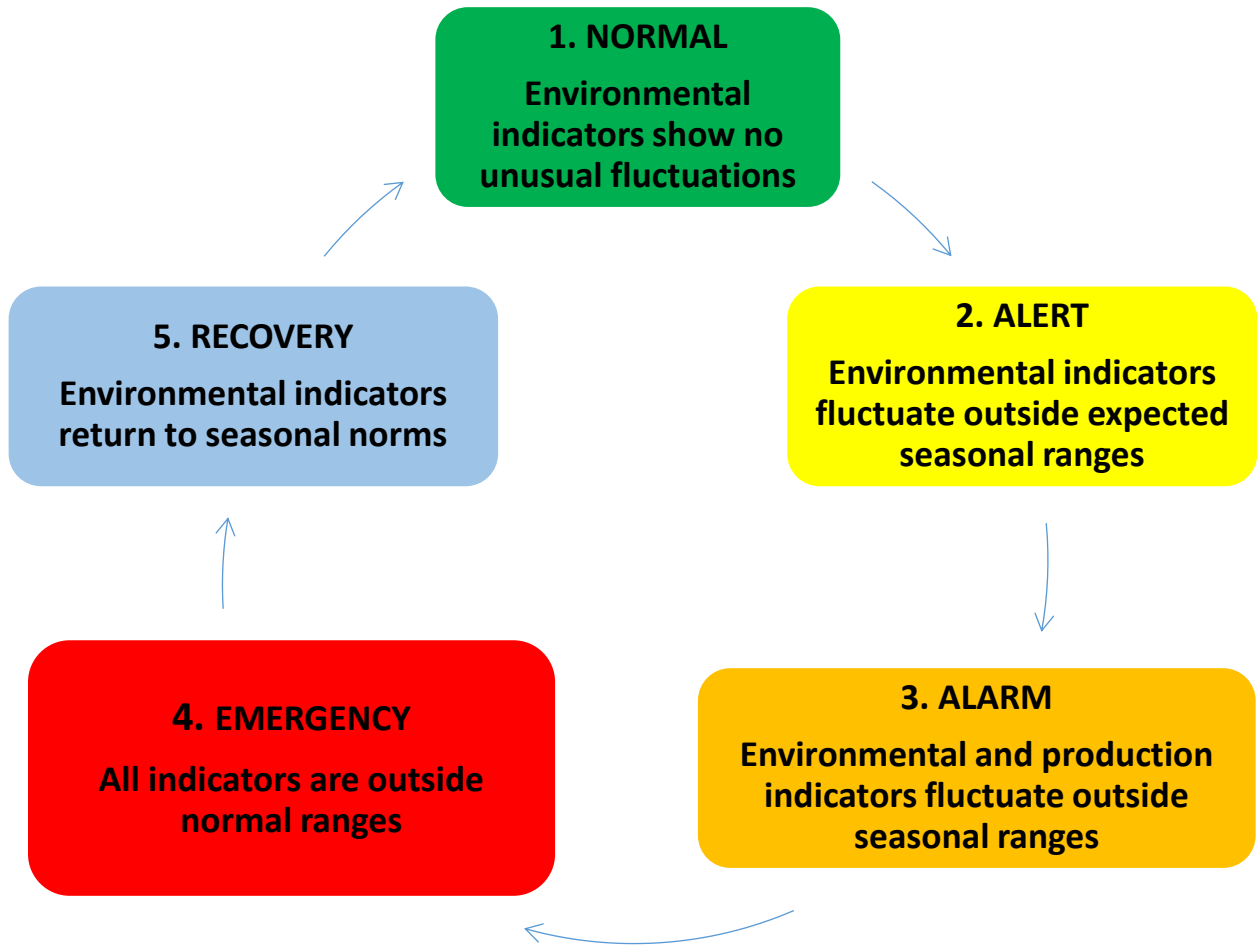 1. NORMAL
Environmental
indicators show no
unusual fluctuations
2. ALERT
Environmental indicators
fluctuate outside expected
seasonal ranges
3. ALARM
Environmental and production
indicators fluctuate outside
seasonal ranges
4. EMERGENCY
All indicators are outside
normal ranges
5. RECOVERY
Environmental indicators
return to seasonal norms